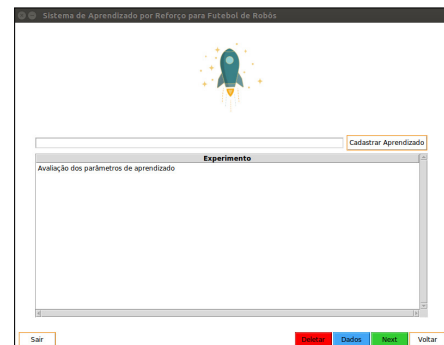 Sistema de Aprendizado por Reforço para Futebol de Robôs
Cadastrar Aprendizado
Experimento
Avaliação dos parâmetros de aprendizado
Sair
Deletar
Dados
Next
Voltar